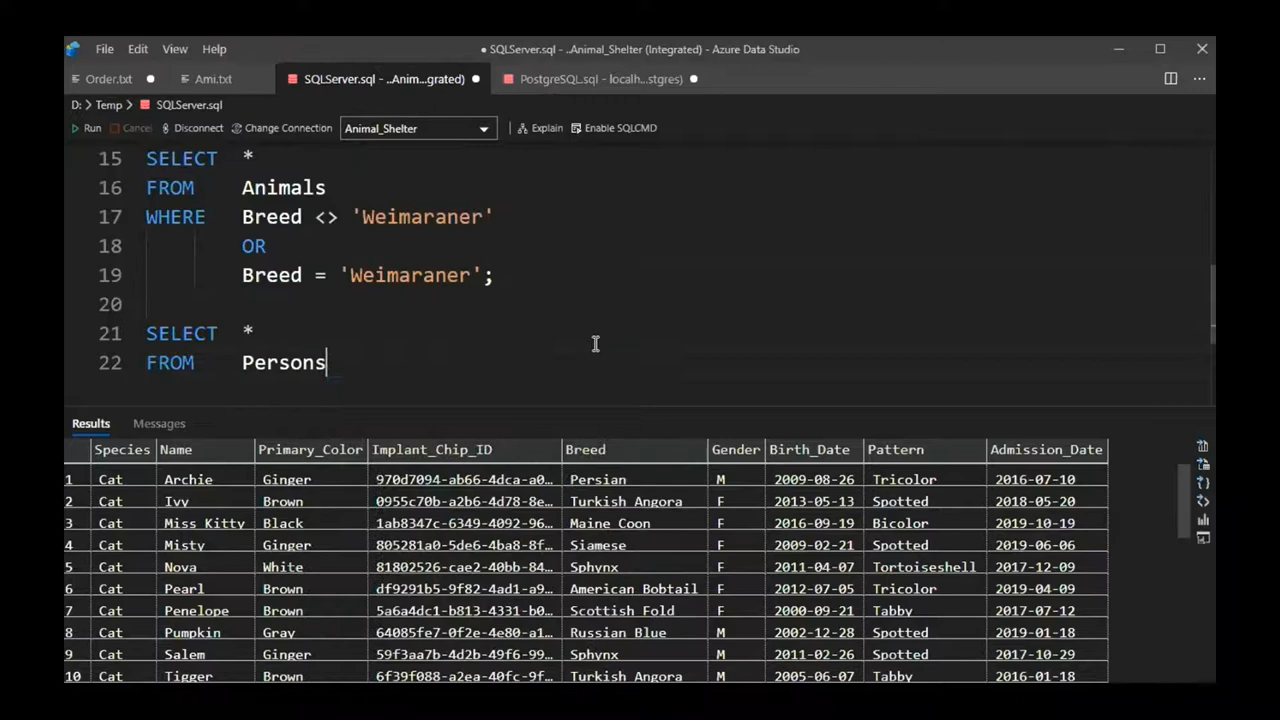 File Edit View Help
● SQLServer.sql - ..Animal_Shelter (Integrated) - Azure Data Studio
Order.txt ● Ami.txt SQLServer.sql - ..Anim...grated) ● PostgreSQL.sql - localh...stgres) ●
D: > Temp > SQLServer.sql
Run Cancel Disconnect Change Connection Animal_Shelter Explain Enable SQLCMD
15 SELECT *
16 FROM Animals
17 WHERE Breed <> 'Weimaraner'
18 OR
19 Breed = 'Weimaraner';
20
21 SELECT *
22 FROM Persons
Results Messages
Species Name Primary_Color Implant_Chip_ID Breed Gender Birth_Date Pattern Admission_Date
1 Cat Archie Ginger 970d7094-ab66-4dca-a0… Persian M 2009-08-26 Tricolor 2016-07-10
2 Cat Ivy Brown 0955c70b-a2b6-4d78-8e… Turkish Angora F 2013-05-13 Spotted 2018-05-20
3 Cat Miss Kitty Black 1ab8347c-6349-4092-96… Maine Coon F 2016-09-19 Bicolor 2019-10-19
4 Cat Misty Ginger 805281a0-5de6-4ba8-8f… Siamese F 2009-02-21 Spotted 2019-06-06
5 Cat Nova White 81802526-cae2-40bb-84… Sphynx F 2011-04-07 Tortoiseshell 2017-12-09
6 Cat Pearl Brown df9291b5-9f82-4ad1-a9… American Bobtail F 2012-07-05 Tricolor 2019-04-09
7 Cat Penelope Brown 5a6a4dc1-b813-4331-b0… Scottish Fold F 2000-09-21 Tabby 2017-07-12
8 Cat Pumpkin Gray 64085fe7-0f2e-4e80-a1… Russian Blue M 2002-12-28 Spotted 2019-01-18
9 Cat Salem Ginger 59f3aa7b-4d2b-49f6-99… Sphynx M 2011-02-26 Spotted 2017-10-29
10 Cat Tigger Brown 6f39f088-a2ea-40fc-9f… Turkish Angora M 2005-06-07 Tabby 2016-01-18